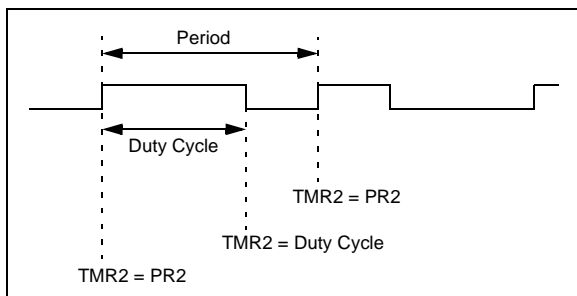 Period
Duty Cycle
TMR2 = PR2
TMR2 = Duty Cycle
TMR2 = PR2